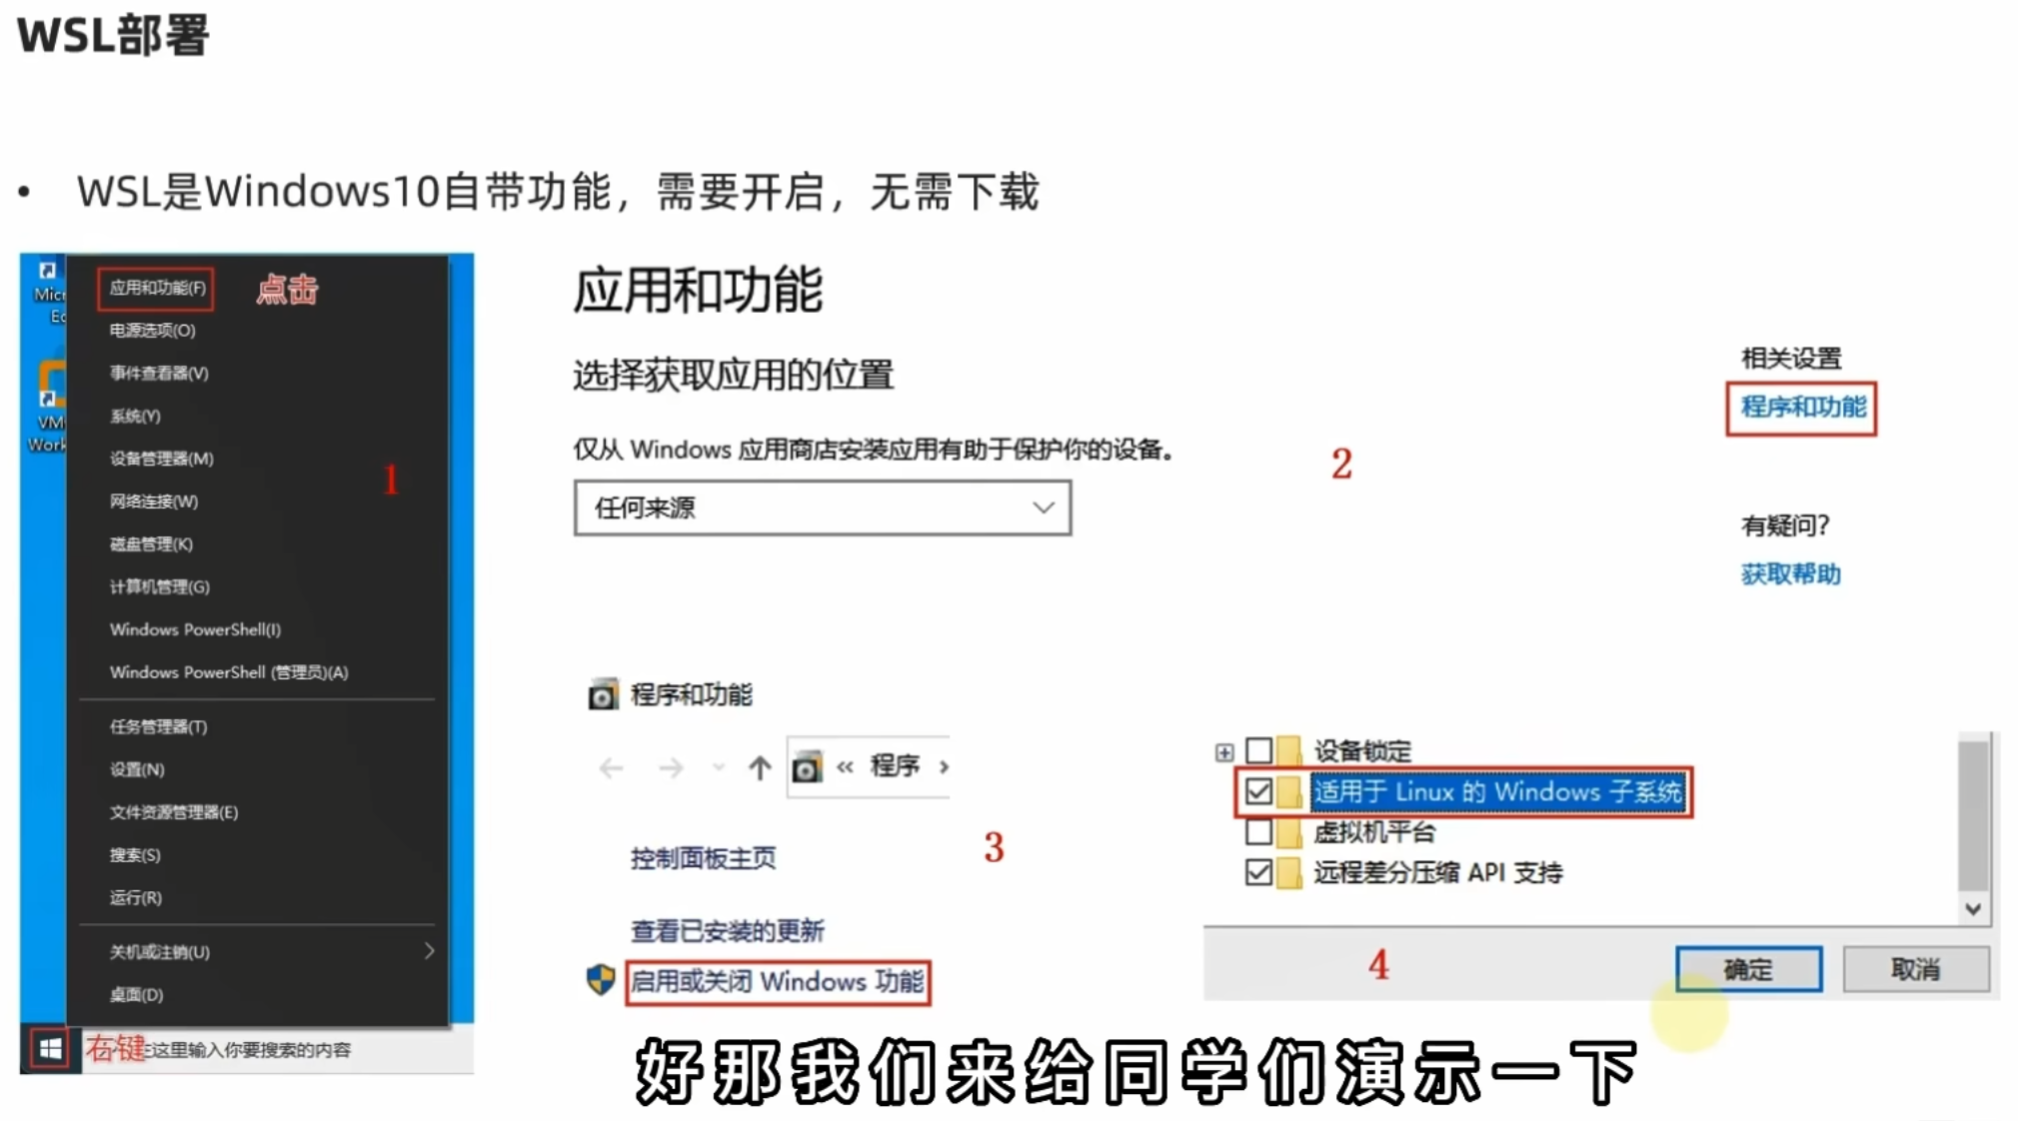 WSL部署
• WSL是Windows10自带功能，需要开启，无需下载
应用和功能(F)
点击
电源选项(O)
事件查看器(V)
系统(Y)
设备管理器(M)
1
网络连接(W)
磁盘管理(K)
计算机管理(G)
Windows PowerShell(I)
Windows PowerShell (管理员)(A)
任务管理器(T)
设置(N)
文件资源管理器(E)
搜索(S)
运行(R)
关机或注销(U)
桌面(D)
右键
在这里输入你要搜索的内容
应用和功能
选择获取应用的位置
仅从 Windows 应用商店安装应用有助于保护你的设备。
任何来源
2
相关设置
程序和功能
有疑问?
获取帮助
程序和功能
« 程序 ›
控制面板主页
3
查看已安装的更新
启用或关闭 Windows 功能
设备锁定
适用于 Linux 的 Windows 子系统
虚拟机平台
远程差分压缩 API 支持
4
确定
取消
好那我们来给同学们演示一下